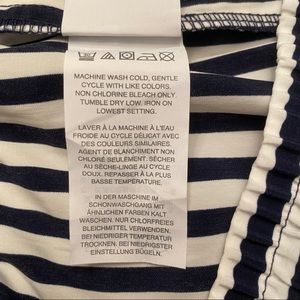 MACHINE WASH COLD, GENTLE
CYCLE WITH LIKE COLORS.
NON CHLORINE BLEACH ONLY.
TUMBLE DRY LOW. IRON ON
LOWEST SETTING.
LAVER À LA MACHINE À L'EAU
FROIDE AU CYCLE DÉLICAT AVEC
DES COULEURS SIMILAIRES.
AGENT DE BLANCHIMENT NON
CHLORÉ SEULEMENT. SÉCHER
AU SÈCHE-LINGE AU CYCLE
DOUX. REPASSER À LA PLUS
BASSE TEMPÉRATURE.
IN DER MASCHINE IM
SCHONWASCHGANG MIT
ÄHNLICHEN FARBEN KALT
WASCHEN. NUR CHLORFREIES
BLEICHMITTEL VERWENDEN.
BEI NIEDRIGER TEMPERATUR
TROCKNEN. BEI NIEDRIGSTER
EINSTELLUNG BÜGELN.